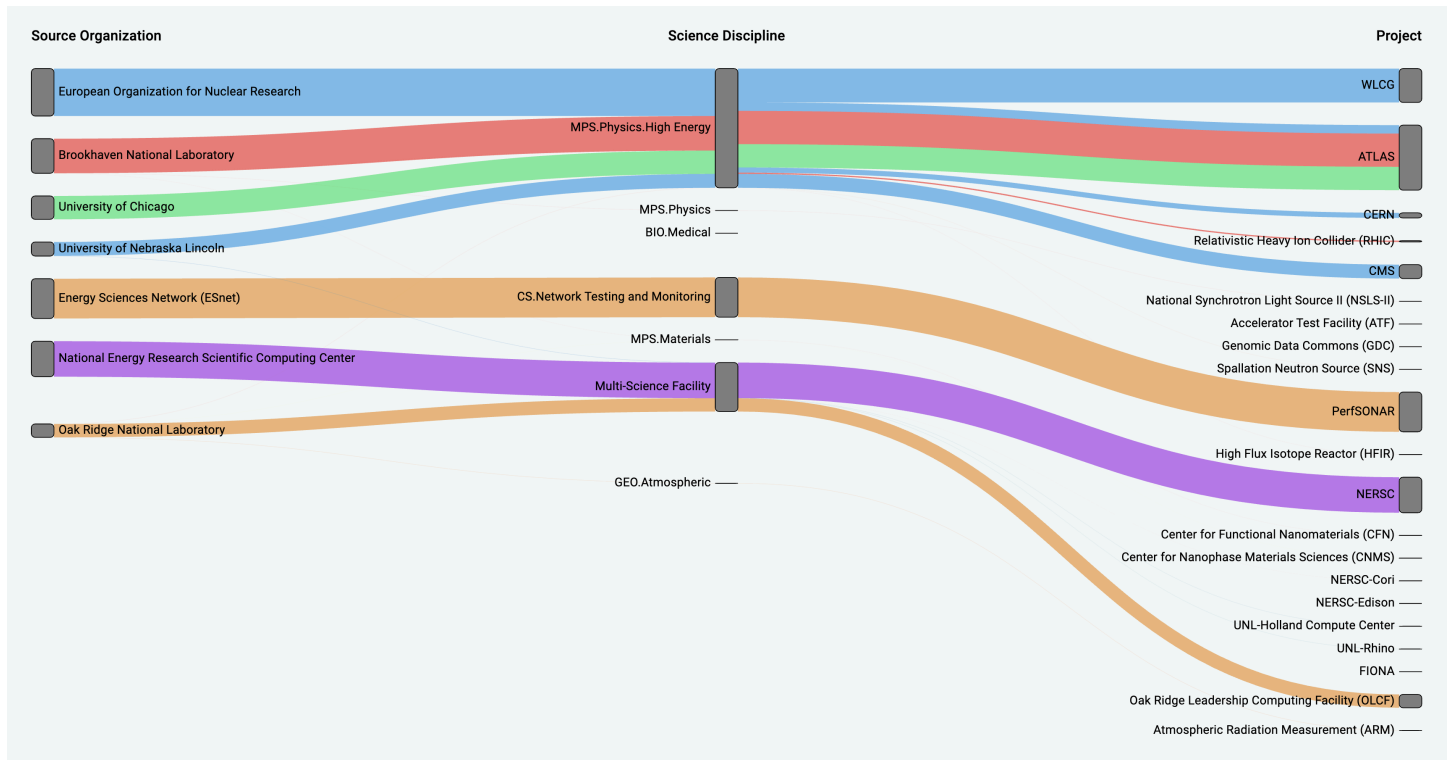 Source Organization
Science Discipline
Project
European Organization for Nuclear Research
Brookhaven National Laboratory
University of Chicago
University of Nebraska Lincoln
Energy Sciences Network (ESnet)
National Energy Research Scientific Computing Center
Oak Ridge National Laboratory
MPS.Physics.High Energy
MPS.Physics
BIO.Medical
CS.Network Testing and Monitoring
MPS.Materials
Multi-Science Facility
GEO.Atmospheric
WLCG
ATLAS
CERN
Relativistic Heavy Ion Collider (RHIC)
CMS
National Synchrotron Light Source II (NSLS-II)
Accelerator Test Facility (ATF)
Genomic Data Commons (GDC)
Spallation Neutron Source (SNS)
PerfSONAR
High Flux Isotope Reactor (HFIR)
NERSC
Center for Functional Nanomaterials (CFN)
Center for Nanophase Materials Sciences (CNMS)
NERSC-Cori
NERSC-Edison
UNL-Holland Compute Center
UNL-Rhino
FIONA
Oak Ridge Leadership Computing Facility (OLCF)
Atmospheric Radiation Measurement (ARM)